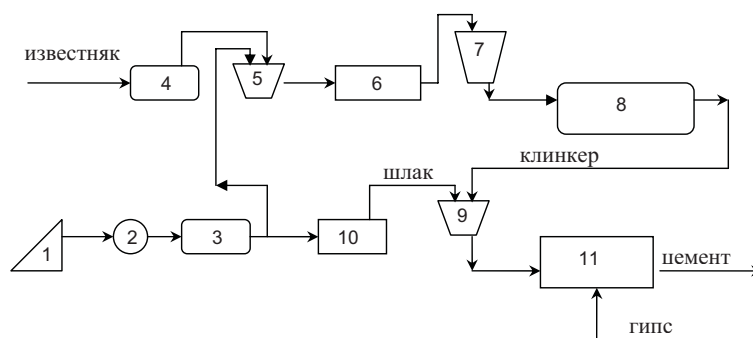 известняк
4
5
6
7
8
клинкер
шлак
1
2
3
10
9
11
цемент
гипс